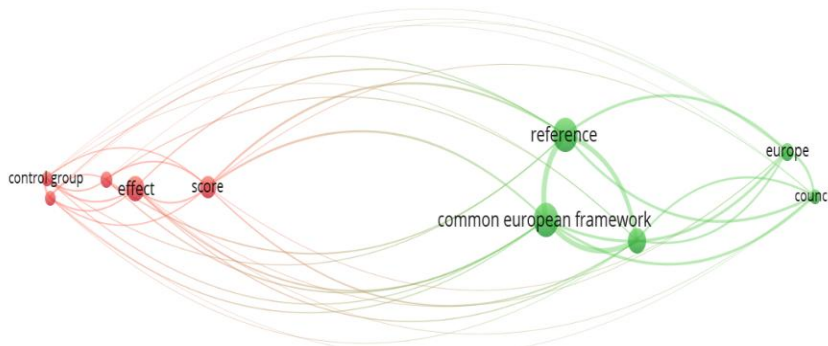 reference
europe
control group
effect
score
counc
common european framework